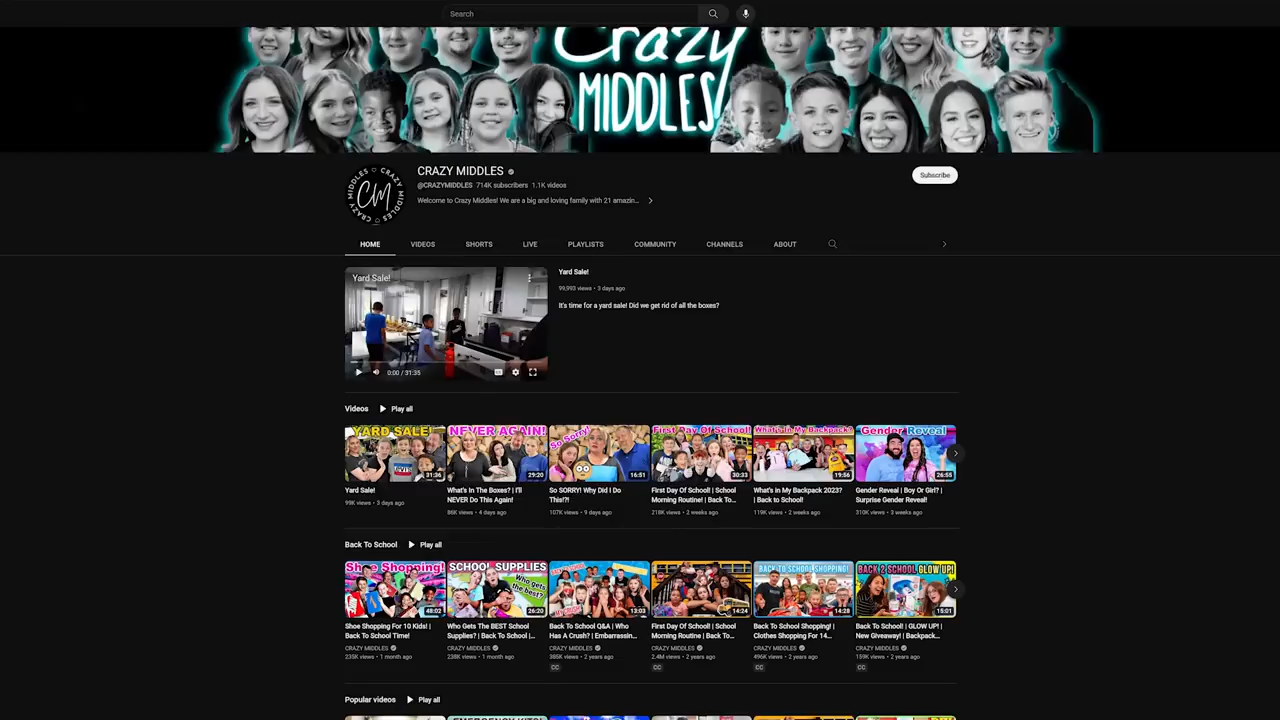 Search
Crazy
MIDDLES
CRAZY MIDDLES
@CRAZYMIDDLES 714K subscribers 1.1K videos
Welcome to Crazy Middles! We are a big and loving family with 21 amazin...
CRAZY MIDDLES CRAZY MIDDLES
CM
Subscribe
HOME VIDEOS SHORTS LIVE PLAYLISTS COMMUNITY CHANNELS ABOUT
Yard Sale!
0:00 / 31:35
Yard Sale!
99,993 views • 3 days ago
It's time for a yard sale! Did we get rid of all the boxes?
Videos Play all
YARD SALE!
31:36
Yard Sale!
99K views • 3 days ago
NEVER AGAIN!
29:20
What's In The Boxes? | I'll
NEVER Do This Again!
86K views • 4 days ago
So Sorry!
16:51
So SORRY! Why Did I Do
This!?!
107K views • 9 days ago
First Day Of School!
30:33
First Day Of School! | School
Morning Routine! | Back To...
218K views • 2 weeks ago
What's in My Backpack?
19:56
What's in My Backpack 2023?
| Back to School!
119K views • 2 weeks ago
Gender Reveal
26:55
Gender Reveal | Boy Or Girl? |
Surprise Gender Reveal!
310K views • 3 weeks ago
Back To School Play all
Shoe Shopping!
48:02
Shoe Shopping For 10 Kids! |
Back To School Time!
CRAZY MIDDLES
235K views • 1 month ago
SCHOOL SUPPLIES
Who gets
the best?
26:20
Who Gets The BEST School
Supplies? | Back To School |...
CRAZY MIDDLES
238K views • 1 month ago
13:03
Back To School Q&A | Who
Has A Crush? | Embarrassin...
CRAZY MIDDLES
385K views • 2 years ago
CC
14:24
First Day Of School! | School
Morning Routine | Back To...
CRAZY MIDDLES
2.4M views • 2 years ago
CC
BACK TO SCHOOL SHOPPING!
14:28
Back To School Shopping! |
Clothes Shopping For 14...
CRAZY MIDDLES
496K views • 2 years ago
CC
BACK 2 SCHOOL GLOW UP!
15:01
Back To School! | GLOW UP! |
New Giveaway! | Backpack...
CRAZY MIDDLES
159K views • 2 years ago
CC
Popular videos Play all